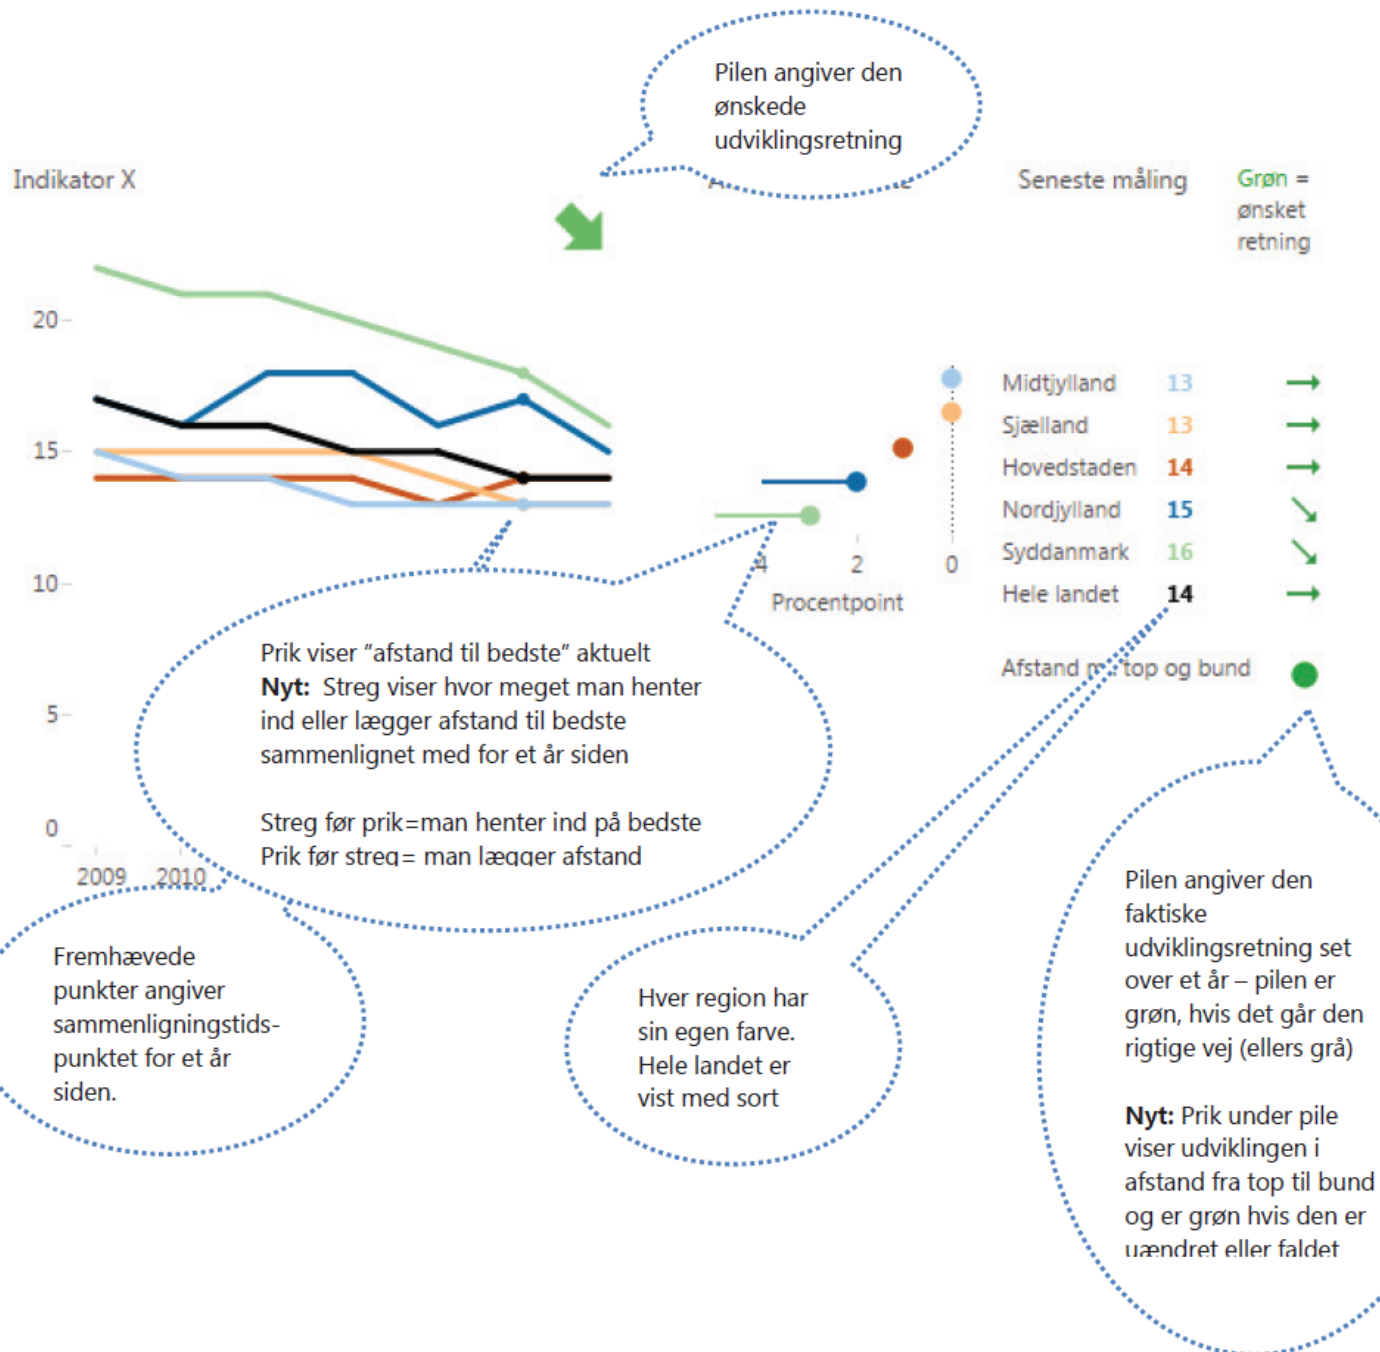 Pilen angiver den
ønskede
udviklingsretning
Indikator X
Seneste måling
Grøn =
ønsket
retning
20
15
10
5
0
2009 2010
4 2 0
Procentpoint
Midtjylland 13
Sjælland 13
Hovedstaden 14
Nordjylland 15
Syddanmark 16
Hele landet 14
Afstand m top og bund
Prik viser "afstand til bedste" aktuelt
Nyt: Streg viser hvor meget man henter
ind eller lægger afstand til bedste
sammenlignet med for et år siden
Streg før prik=man henter ind på bedste
Prik før streg= man lægger afstand
Fremhævede
punkter angiver
sammenligningstids-
punktet for et år
siden.
Hver region har
sin egen farve.
Hele landet er
vist med sort
Pilen angiver den
faktiske
udviklingsretning set
over et år – pilen er
grøn, hvis det går den
rigtige vej (ellers grå)
Nyt: Prik under pile
viser udviklingen i
afstand fra top til bund
og er grøn hvis den er
uændret eller faldet